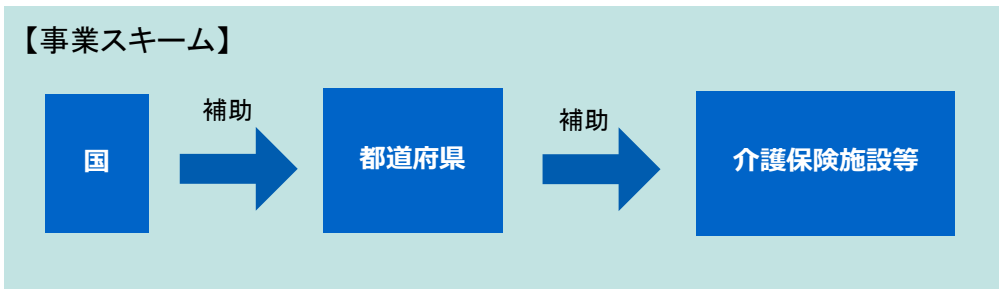 【事業スキーム】
国
補助
都道府県
補助
介護保険施設等